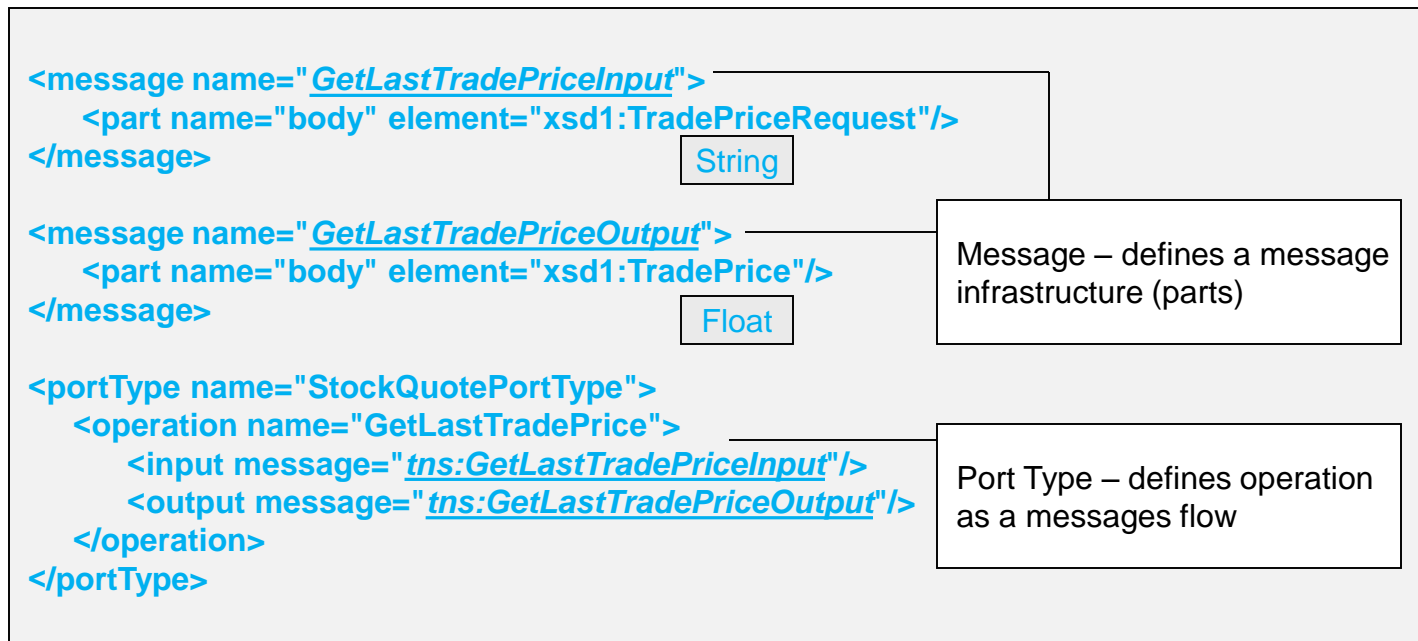 <message name="GetLastTradePriceInput">
<part name="body" element="xsd1:TradePriceRequest"/>
</message>
String
<message name="GetLastTradePriceOutput">
<part name="body" element="xsd1:TradePrice"/>
</message>
Float
Message – defines a message
infrastructure (parts)
<portType name="StockQuotePortType">
<operation name="GetLastTradePrice">
<input message="tns:GetLastTradePriceInput"/>
<output message="tns:GetLastTradePriceOutput"/>
</operation>
</portType>
Port Type – defines operation
as a messages flow